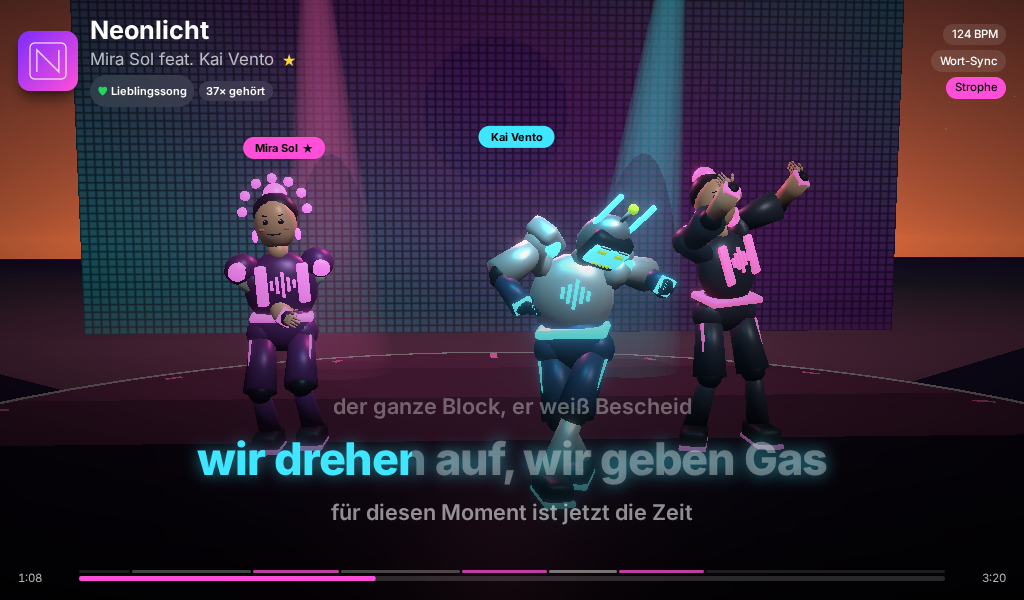 Neonlicht
Mira Sol feat. Kai Vento ★
Lieblingssong
37× gehört
124 BPM
Wort-Sync
Strophe
Mira Sol ★
Kai Vento
der ganze Block, er weiß Bescheid
wir drehen auf, wir geben Gas
für diesen Moment ist jetzt die Zeit
1:08
3:20